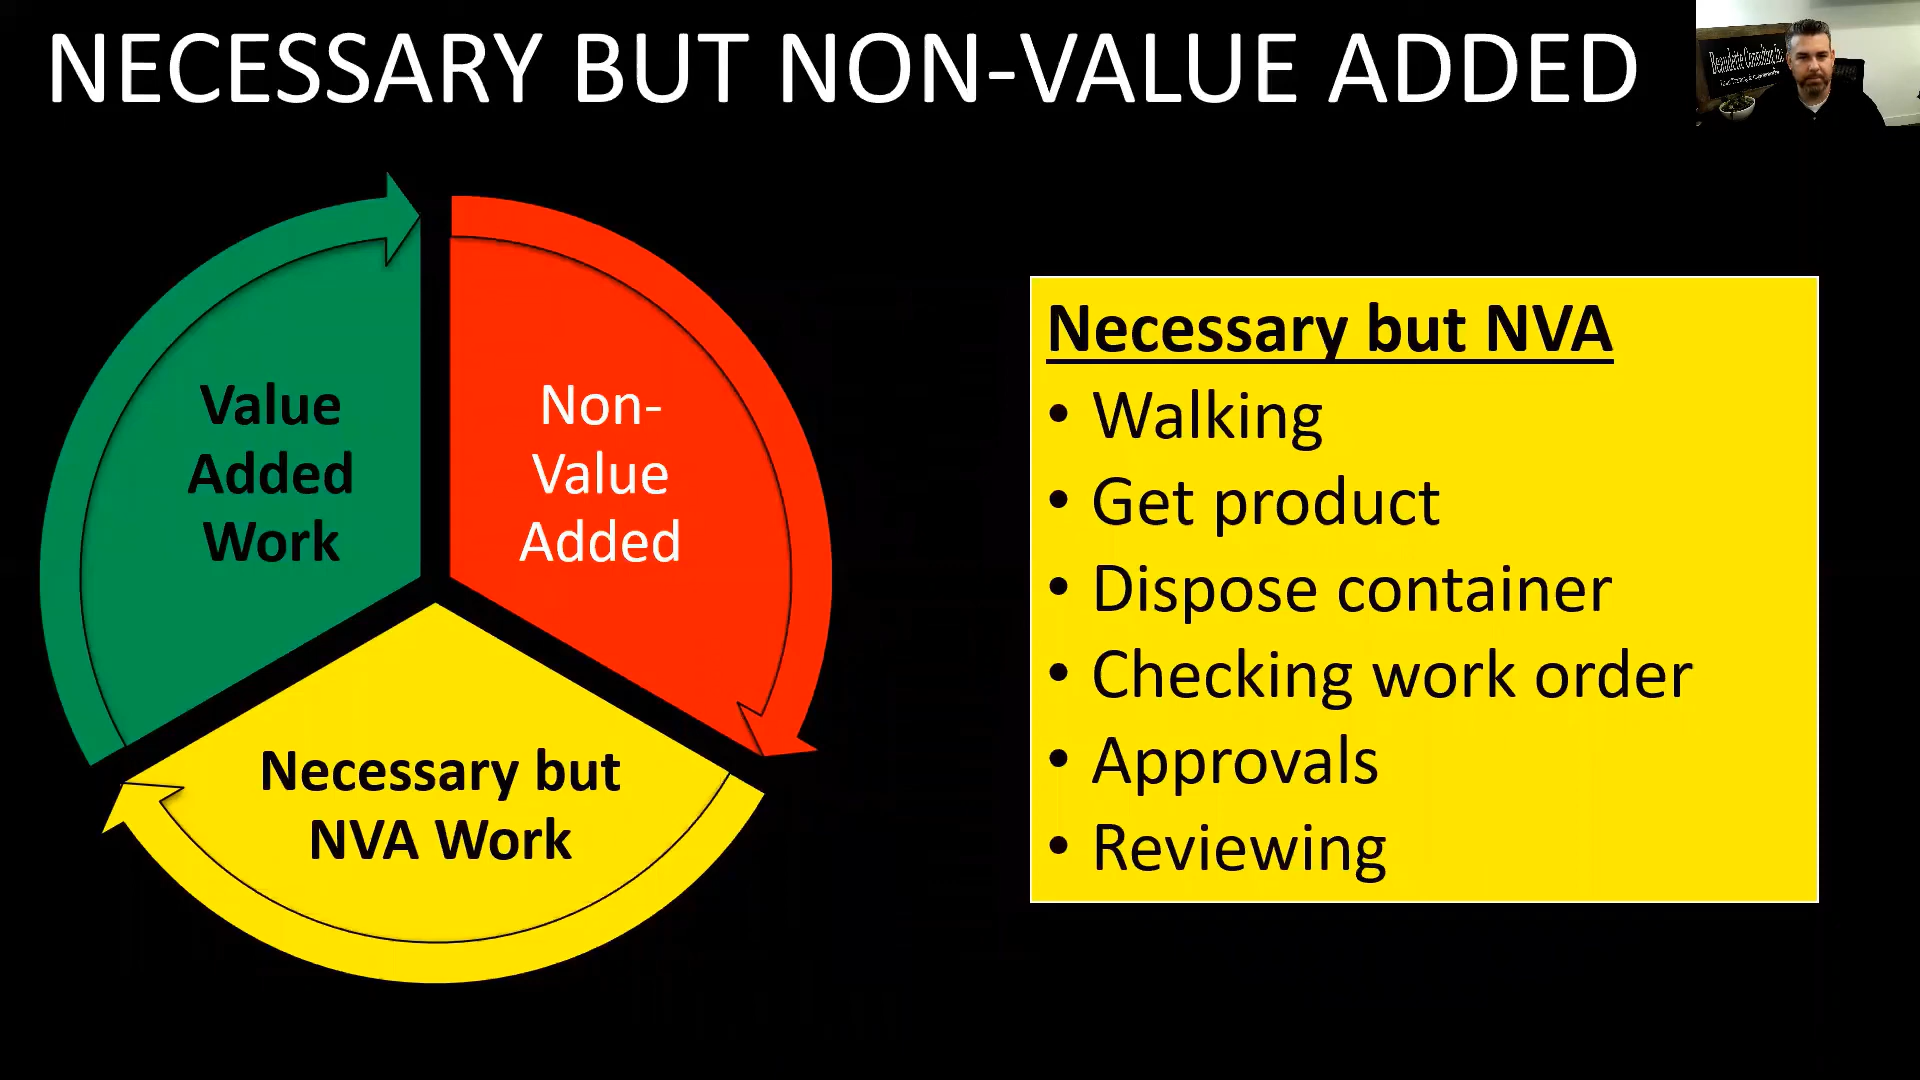 NECESSARY BUT NON-VALUE ADDED
Value
Added
Work
Non-
Value
Added
Necessary but
NVA Work
Necessary but NVA
• Walking
• Get product
• Dispose container
• Checking work order
• Approvals
• Reviewing